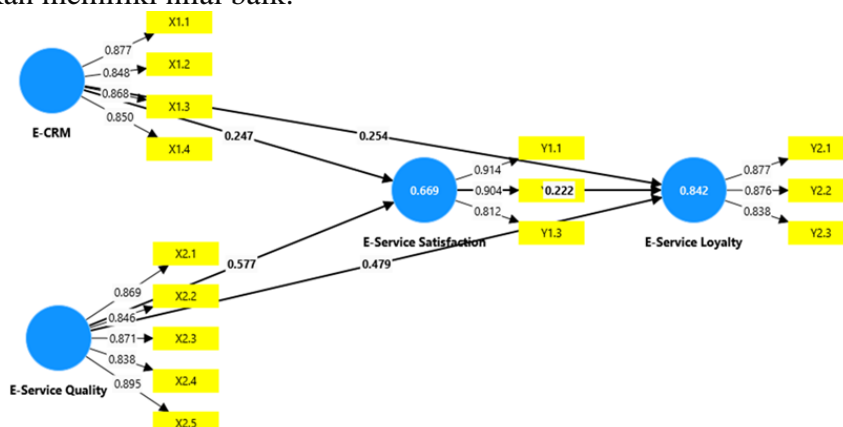 kan memiliki nilai baik.
X1.1
0.877
X1.2
0.848
0.868
X1.3
0.850
E-CRM
X1.4
0.247
0.254
Y1.1
Y2.1
0.914
0.877
0.669
0.904
0.222
0.842
0.876
Y2.2
0.812
0.838
E-Service Satisfaction
Y1.3
E-Service Loyalty
Y2.3
X2.1
0.577
0.479
0.869
X2.2
0.846
0.871
X2.3
0.838
X2.4
0.895
E-Service Quality
X2.5